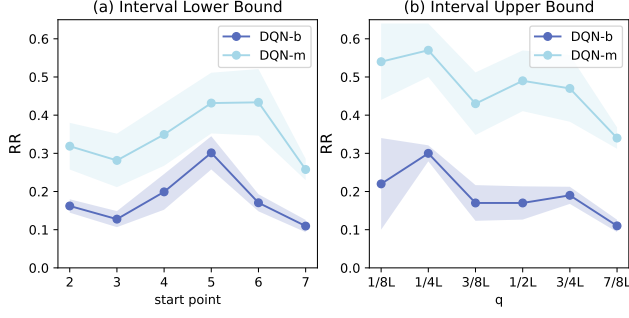 (a) Interval Lower Bound
RR
0.6
0.5
0.4
0.3
0.2
0.1
0.0
2 3 4 5 6 7
start point
DQN-b
DQN-m
(b) Interval Upper Bound
RR
0.6
0.5
0.4
0.3
0.2
0.1
0.0
1/8L 1/4L 3/8L 1/2L 3/4L 7/8L
q
DQN-b
DQN-m